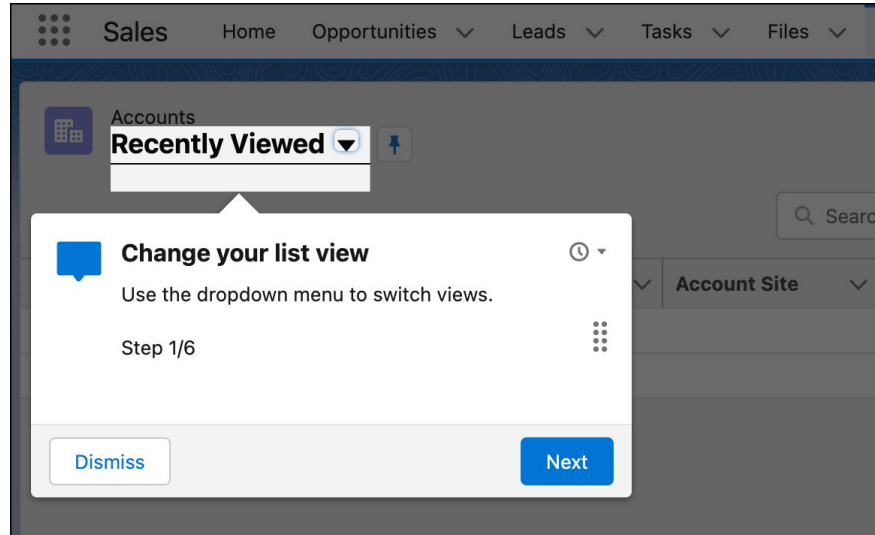 Sales Home Opportunities Leads Tasks Files
Accounts
Recently Viewed
Searc
Change your list view
Use the dropdown menu to switch views.
Account Site
Step 1/6
Dismiss Next